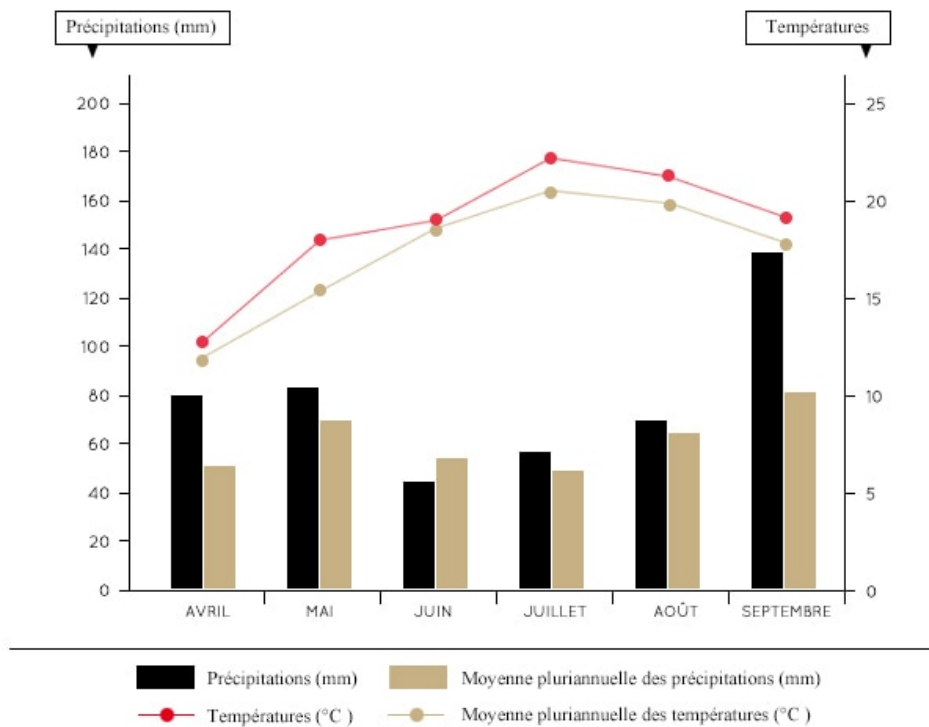 Précipitations (mm)
Températures
200
180
160
140
120
100
80
60
40
20
0
25
20
15
10
5
0
AVRIL MAI JUIN JUILLET AOÛT SEPTEMBRE
Précipitations (mm)
Moyenne pluriannuelle des précipitations (mm)
Températures (°C )
Moyenne pluriannuelle des températures (°C )